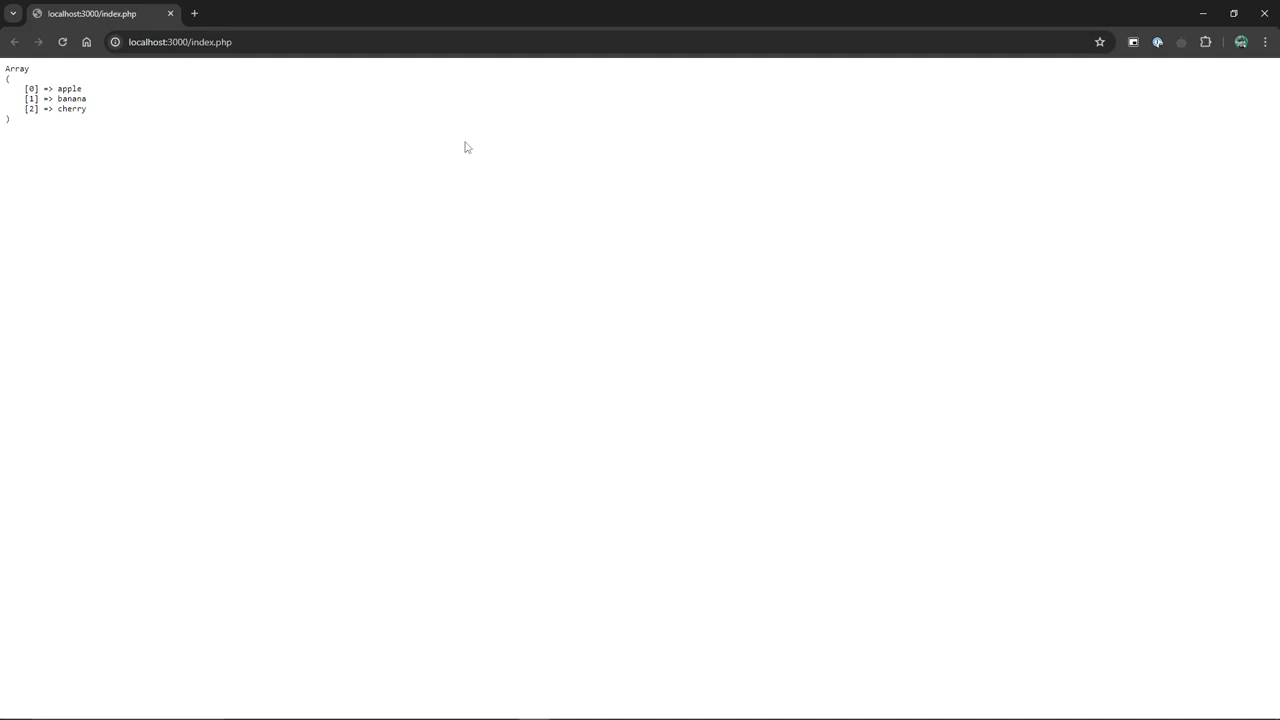 localhost:3000/index.php
localhost:3000/index.php
Array
(
    [0] => apple
    [1] => banana
    [2] => cherry
)